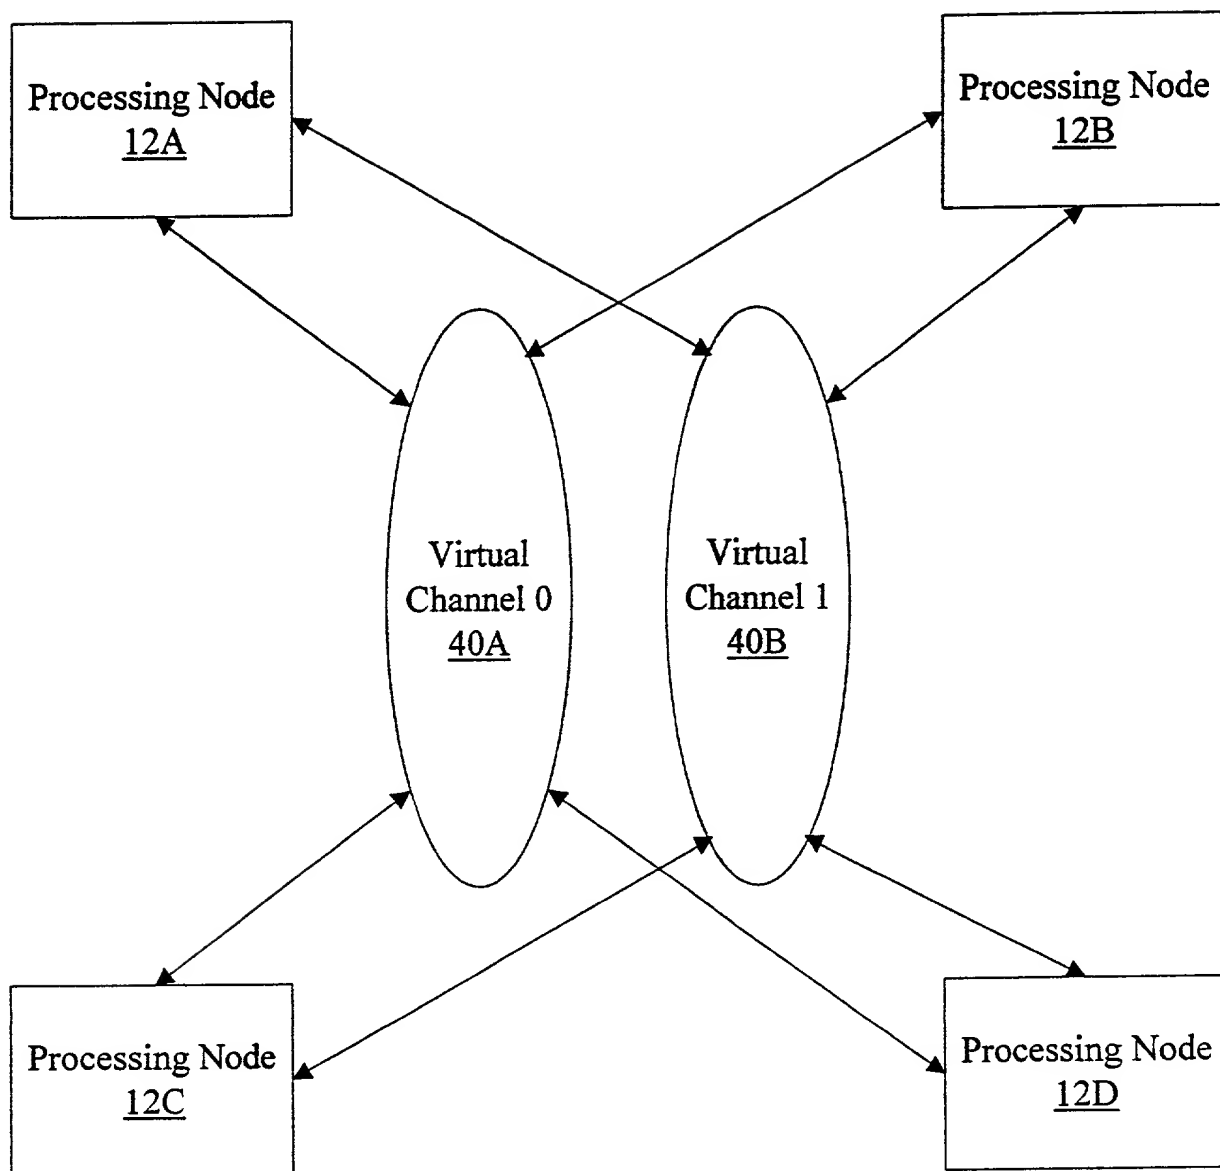 Processing Node
12A
Processing Node
12B
Virtual
Channel 0
40A
Virtual
Channel 1
40B
Processing Node
12C
Processing Node
12D